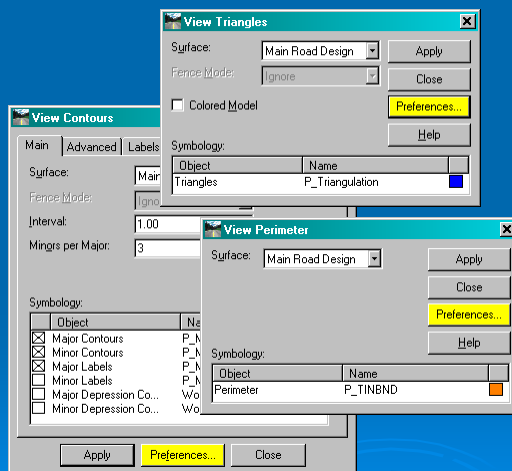 View Triangles
Surface: Main Road Design Apply
Fence Mode: Ignore Close
Colored Model Preferences...
Help
Symbology:
Object Name
Triangles P_Triangulation
View Contours
Main Advanced Labels
Surface: Main
Fence Mode:
Interval: 1.00
Minors per Major: 3
Symbology:
Object
Major Contours
Minor Contours
Major Labels
Minor Labels
Major Depression Co...
Minor Depression Co...
Apply Preferences... Close
View Perimeter
Surface: Main Road Design Apply
Close
Preferences...
Help
Symbology:
Object Name
Perimeter P_TINBND